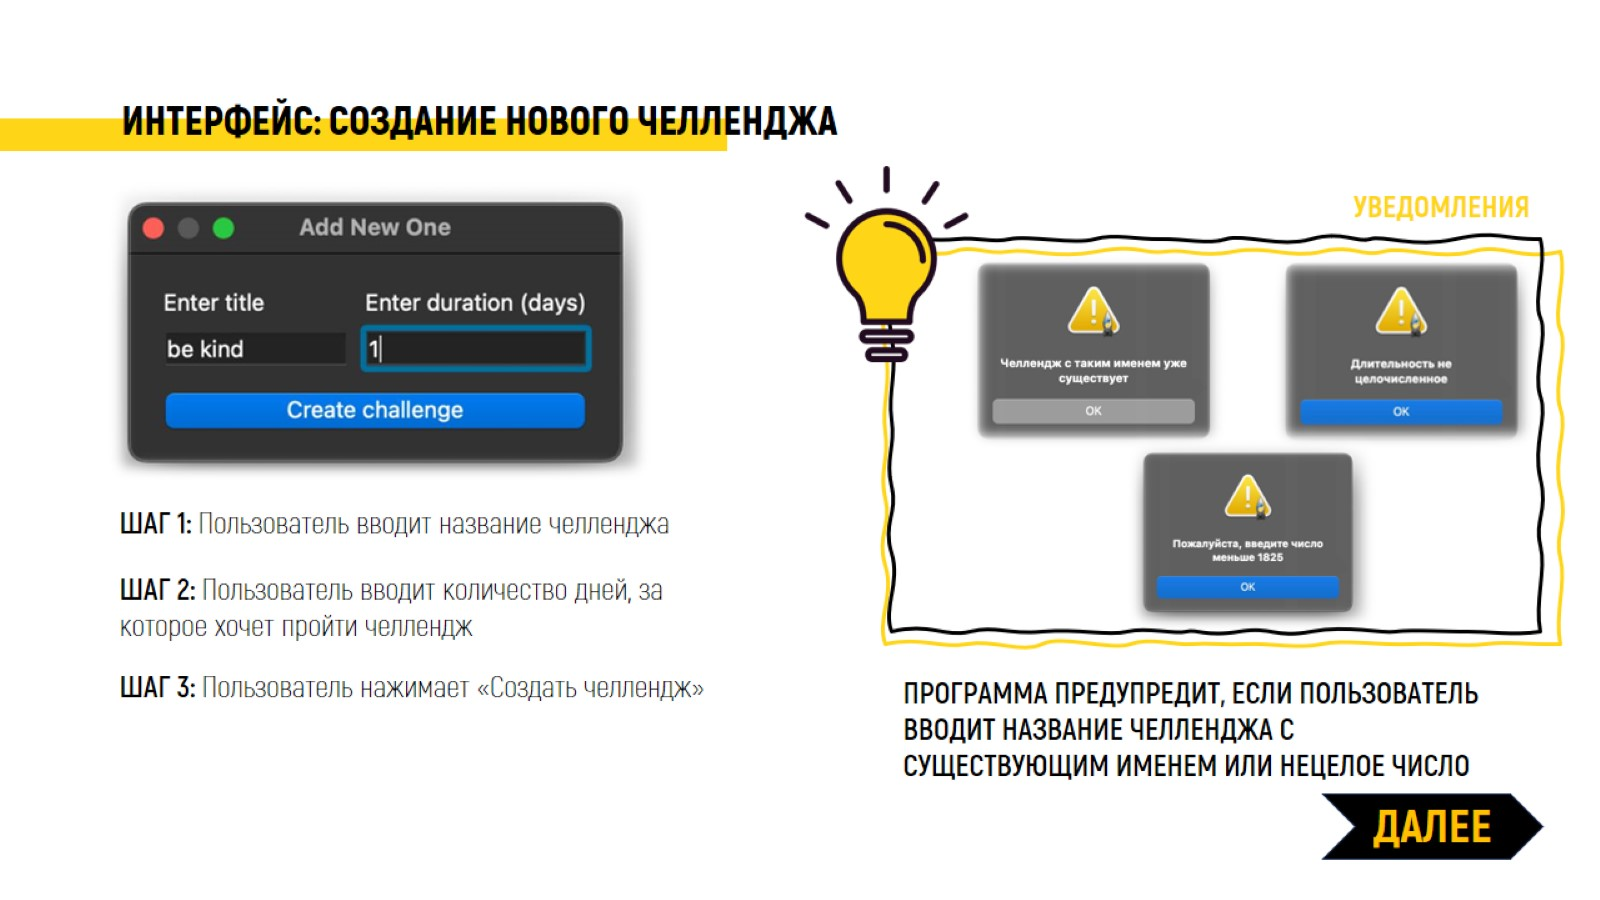 ИНТЕРФЕЙС: СОЗДАНИЕ НОВОГО ЧЕЛЛЕНДЖА
Add New One
Enter title
Enter duration (days)
be kind
1
Create challenge
ШАГ 1: Пользователь вводит название челленджа
ШАГ 2: Пользователь вводит количество дней, за
которое хочет пройти челлендж
ШАГ 3: Пользователь нажимает «Создать челлендж»
УВЕДОМЛЕНИЯ
Челлендж с таким именем уже
существует
OK
Длительность не
целочисленное
OK
Пожалуйста, введите число
меньше 1825
OK
ПРОГРАММА ПРЕДУПРЕДИТ, ЕСЛИ ПОЛЬЗОВАТЕЛЬ
ВВОДИТ НАЗВАНИЕ ЧЕЛЛЕНДЖА С
СУЩЕСТВУЮЩИМ ИМЕНЕМ ИЛИ НЕЦЕЛОЕ ЧИСЛО
ДАЛЕЕ